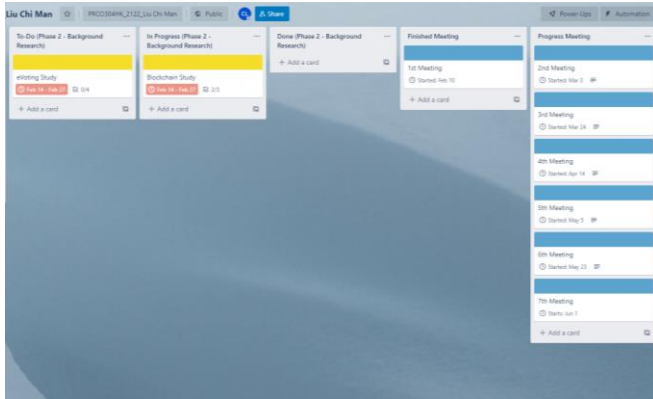 Liu Chi Man
PRCO304HK_2122_Liu Chi Man
Public
CL
Share
Power-Ups
Automation
To-Do (Phase 2 - Background
Research)
eVoting Study
Feb 14 - Feb 27
0/4
+ Add a card
In Progress (Phase 2 -
Background Research)
Blockchain Study
Feb 14 - Feb 27
2/3
+ Add a card
Done (Phase 2 - Background
Research)
+ Add a card
Finished Meeting
1st Meeting
Started: Feb 10
+ Add a card
Progress Meeting
2nd Meeting
Started: Mar 3
3rd Meeting
Started: Mar 24
4th Meeting
Started: Apr 14
5th Meeting
Started: May 5
6th Meeting
Started: May 23
7th Meeting
Starts: Jun 7
+ Add a card